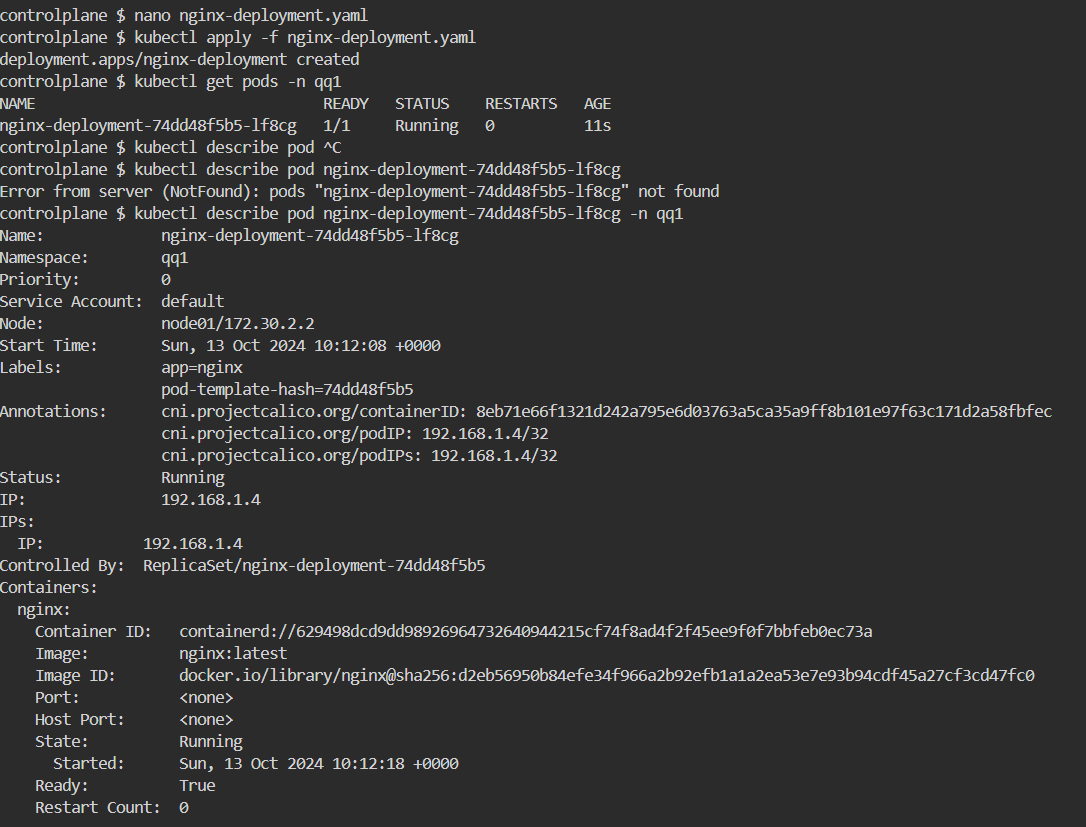 controlplane $ nano nginx-deployment.yaml
controlplane $ kubectl apply -f nginx-deployment.yaml
deployment.apps/nginx-deployment created
controlplane $ kubectl get pods -n qq1
NAME                                READY   STATUS    RESTARTS   AGE
nginx-deployment-74dd48f5b5-lf8cg   1/1     Running   0          11s
controlplane $ kubectl describe pod ^C
controlplane $ kubectl describe pod nginx-deployment-74dd48f5b5-lf8cg
Error from server (NotFound): pods "nginx-deployment-74dd48f5b5-lf8cg" not found
controlplane $ kubectl describe pod nginx-deployment-74dd48f5b5-lf8cg -n qq1
Name:             nginx-deployment-74dd48f5b5-lf8cg
Namespace:        qq1
Priority:         0
Service Account:  default
Node:             node01/172.30.2.2
Start Time:       Sun, 13 Oct 2024 10:12:08 +0000
Labels:           app=nginx
                  pod-template-hash=74dd48f5b5
Annotations:      cni.projectcalico.org/containerID: 8eb71e66f1321d242a795e6d03763a5ca35a9ff8b101e97f63c171d2a58fbfec
                  cni.projectcalico.org/podIP: 192.168.1.4/32
                  cni.projectcalico.org/podIPs: 192.168.1.4/32
Status:           Running
IP:               192.168.1.4
IPs:
  IP:           192.168.1.4
Controlled By:  ReplicaSet/nginx-deployment-74dd48f5b5
Containers:
  nginx:
    Container ID:   containerd://629498dcd9dd98926964732640944215cf74f8ad4f2f45ee9f0f7bbfeb0ec73a
    Image:          nginx:latest
    Image ID:       docker.io/library/nginx@sha256:d2eb56950b84efe34f966a2b92efb1a1a2ea53e7e93b94cdf45a27cf3cd47fc0
    Port:           <none>
    Host Port:      <none>
    State:          Running
      Started:      Sun, 13 Oct 2024 10:12:18 +0000
    Ready:          True
    Restart Count:  0